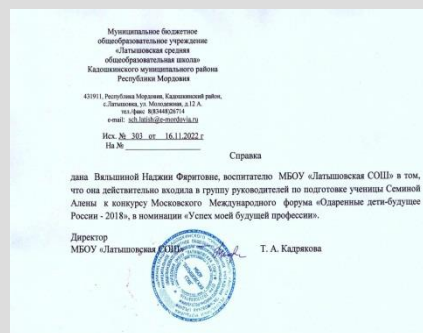 Муниципальное бюджетное
общеобразовательное учреждение
«Латышовская средняя
общеобразовательная школа»
Кадошкинского муниципального района
Республики Мордовия
431911, Республика Мордовия, Кадошкинский район,
с.Латышовка, ул. Молодежная, д.12 А.
тел./факс 8(83448)26714
e-mail: sch.latish@e-mordovia.ru
Исх. № 303 от 16.11.2022 г
На №
Справка
дана Вяльшиной Наджии Фяритовне, воспитателю МБОУ «Латышовская СОШ» в том,
что она действительно входила в группу руководителей по подготовке ученицы Семиной
Алены к конкурсу Московского Международного форума «Одаренные дети-будущее
России - 2018», в номинации «Успех моей будущей профессии».
Директор
МБОУ «Латышовская СОШ» Т. А. Кадрякова